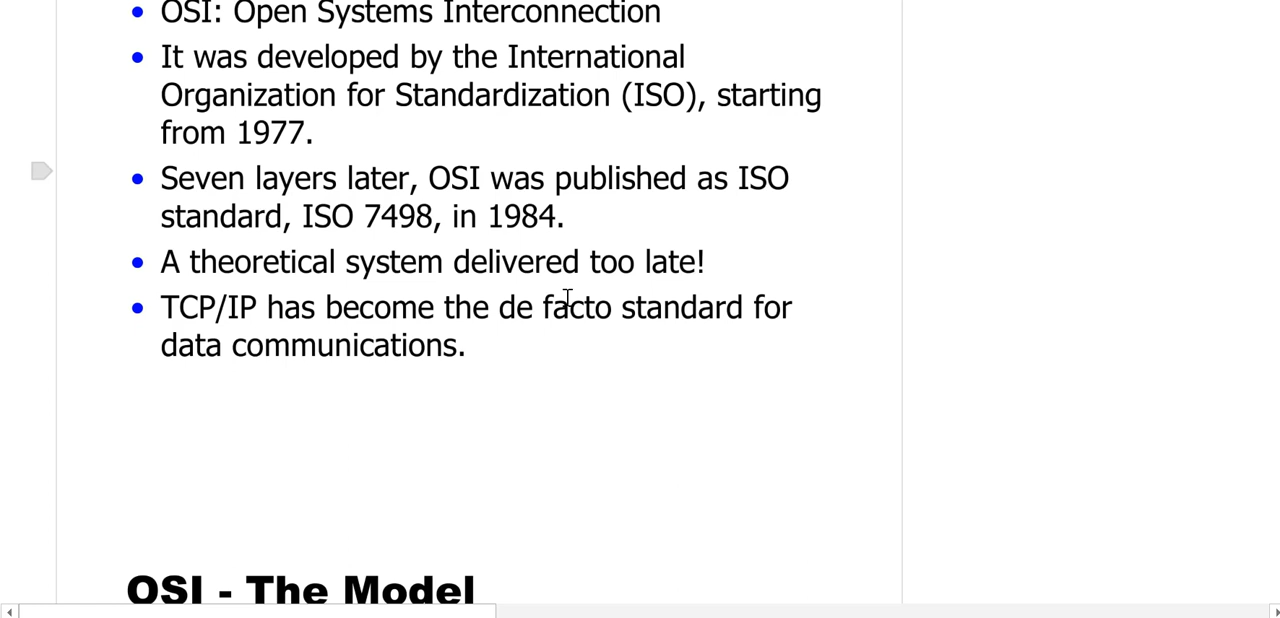 • OSI: Open Systems Interconnection
• It was developed by the International
Organization for Standardization (ISO), starting
from 1977.
• Seven layers later, OSI was published as ISO
standard, ISO 7498, in 1984.
• A theoretical system delivered too late!
• TCP/IP has become the de facto standard for
data communications.
OSI - The Model